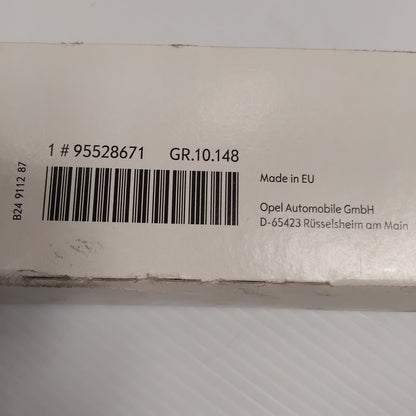 1 # 95528671 GR.10.148
B24 9112 87
Made in EU
Opel Automobile GmbH
D-65423 Rüsselsheim am Main